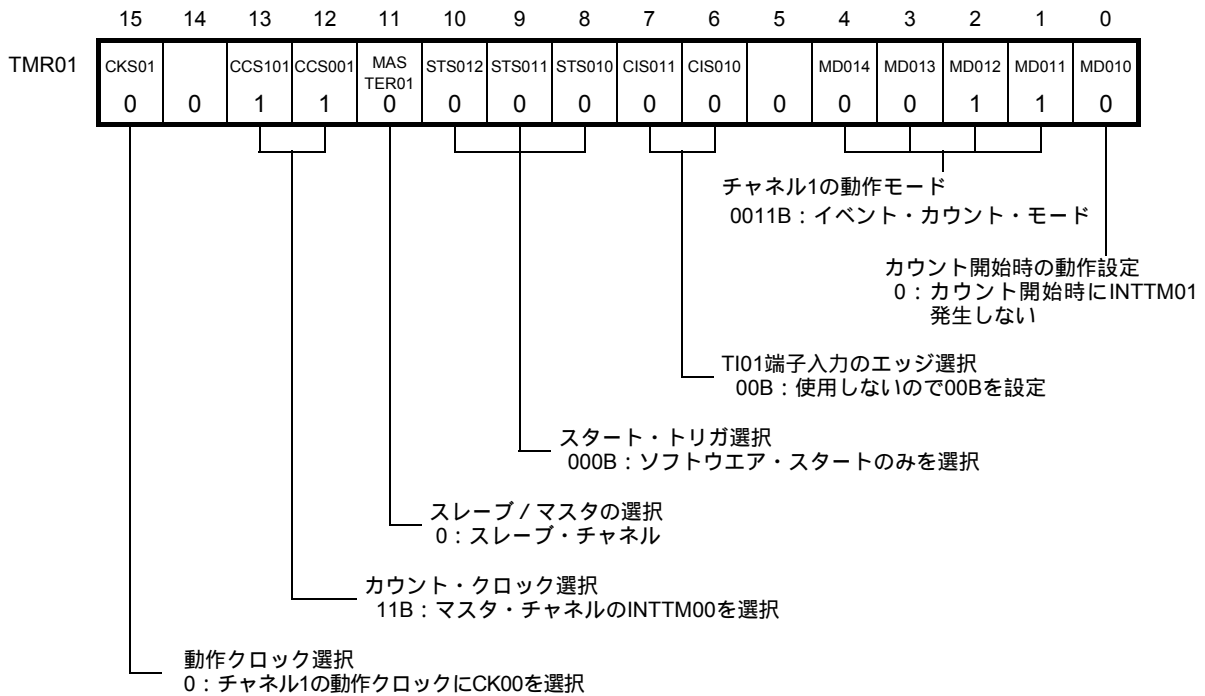 15 14 13 12 11 10 9 8 7 6 5 4 3 2 1 0
TMR01
CKS01 CCS101 CCS001 MAS TER01 STS012 STS011 STS010 CIS011 CIS010 MD014 MD013 MD012 MD011 MD010
0 0 1 1 0 0 0 0 0 0 0 0 0 1 1 0
チャネル1の動作モード
0011B:イベント・カウント・モード
カウント開始時の動作設定
0:カウント開始時にINTTM01
発生しない
TI01端子入力のエッジ選択
00B:使用しないので00Bを設定
スタート・トリガ選択
000B:ソフトウエア・スタートのみを選択
スレーブ/マスタの選択
0:スレーブ・チャネル
カウント・クロック選択
11B:マスタ・チャネルのINTTM00を選択
動作クロック選択
0:チャネル1の動作クロックにCK00を選択